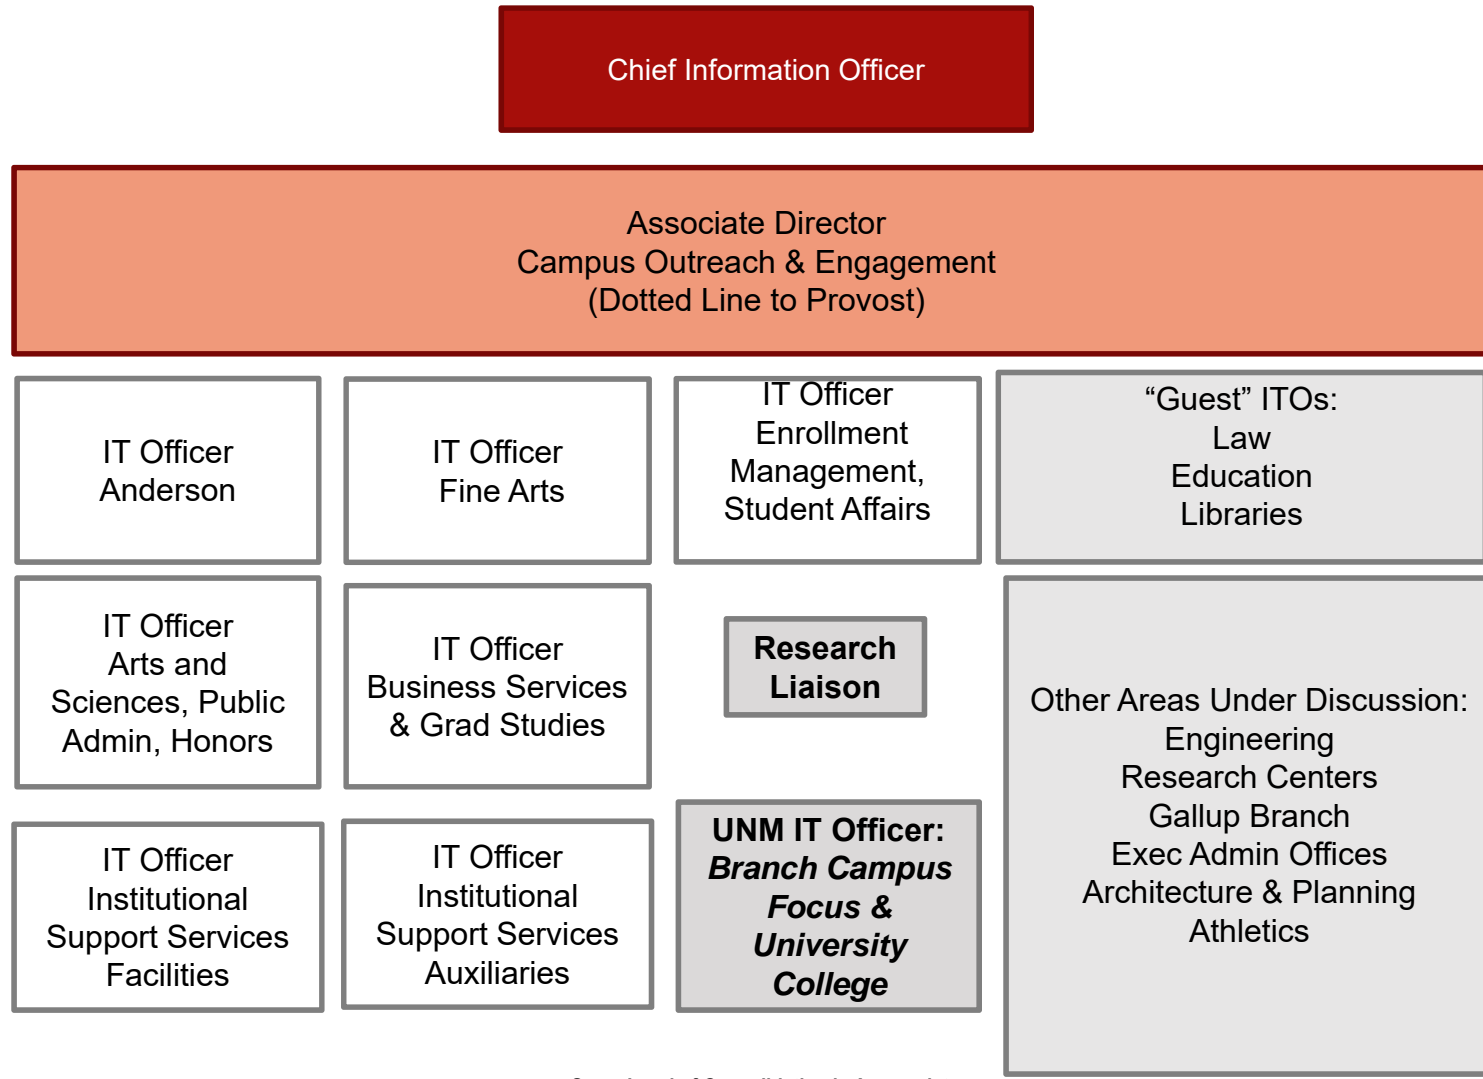 Chief Information Officer
Associate Director
Campus Outreach & Engagement
(Dotted Line to Provost)
IT Officer
Anderson
IT Officer
Fine Arts
IT Officer
Enrollment
Management,
Student Affairs
“Guest” ITOs:
Law
Education
Libraries
IT Officer
Arts and
Sciences, Public
Admin, Honors
IT Officer
Business Services
& Grad Studies
Research
Liaison
Other Areas Under Discussion:
Engineering
Research Centers
Gallup Branch
Exec Admin Offices
Architecture & Planning
Athletics
IT Officer
Institutional
Support Services
Facilities
IT Officer
Institutional
Support Services
Auxiliaries
UNM IT Officer:
Branch Campus
Focus &
University
College